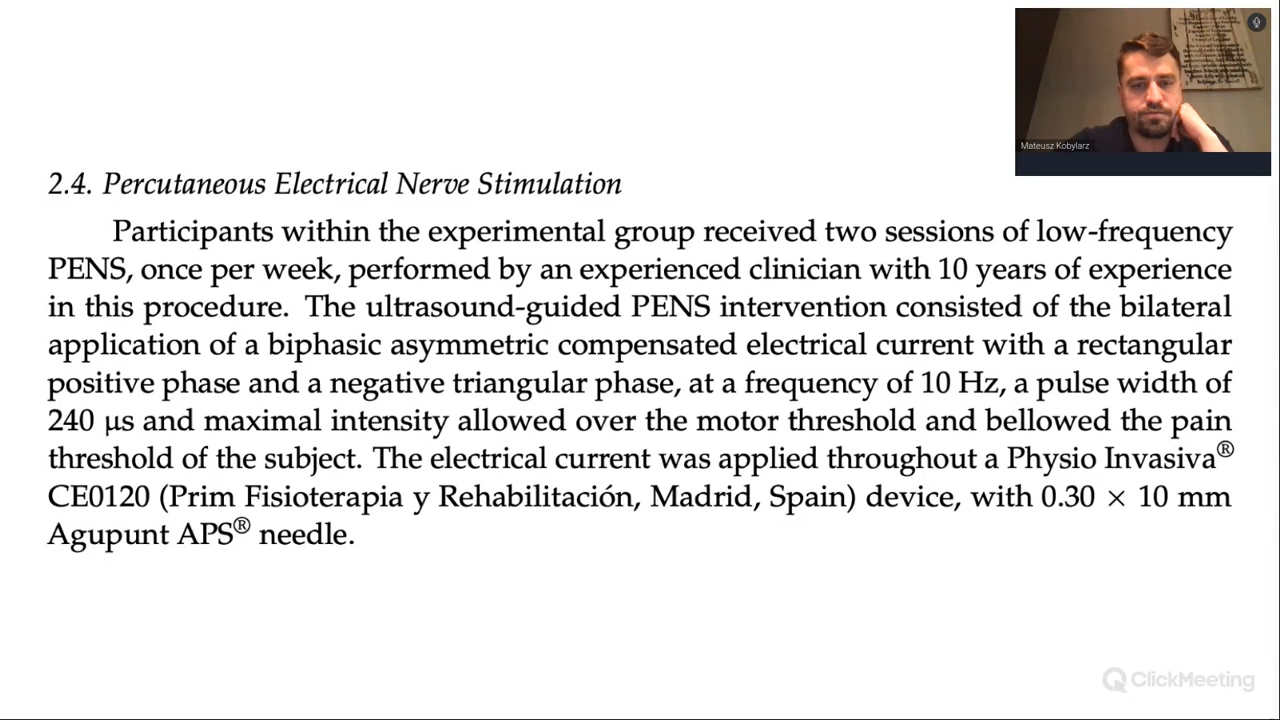 2.4. Percutaneous Electrical Nerve Stimulation
Participants within the experimental group received two sessions of low-frequency
PENS, once per week, performed by an experienced clinician with 10 years of experience
in this procedure. The ultrasound-guided PENS intervention consisted of the bilateral
application of a biphasic asymmetric compensated electrical current with a rectangular
positive phase and a negative triangular phase, at a frequency of 10 Hz, a pulse width of
240 µs and maximal intensity allowed over the motor threshold and bellowed the pain
threshold of the subject. The electrical current was applied throughout a Physio Invasiva®
CE0120 (Prim Fisioterapia y Rehabilitación, Madrid, Spain) device, with 0.30 × 10 mm
Agupunt APS® needle.
Mateusz Kobylarz
ClickMeeting